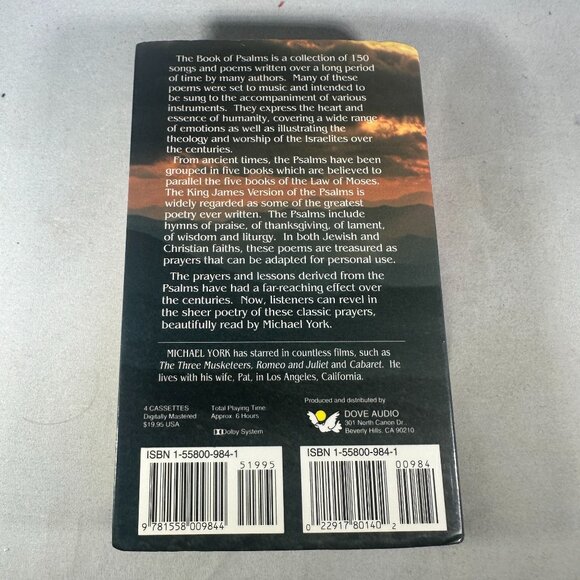 The Book of Psalms is a collection of 150
songs and poems written over a long period
of time by many authors. Many of these
poems were set to music and intended to
be sung to the accompaniment of various
instruments. They express the heart and
essence of humanity, covering a wide range
of emotions as well as illustrating the
theology and worship of the Israelites over
the centuries.
From ancient times, the Psalms have been
grouped in five books which are believed to
parallel the five books of the Law of Moses.
The King James Version of the Psalms is
widely regarded as some of the greatest
poetry ever written. The Psalms include
hymns of praise, of thanksgiving, of lament,
of wisdom and liturgy. In both Jewish and
Christian faiths, these poems are treasured as
prayers that can be adapted for personal use.
The prayers and lessons derived from the
Psalms have had a far-reaching effect over
the centuries. Now, listeners can revel in
the sheer poetry of these classic prayers,
beautifully read by Michael York.
MICHAEL YORK has starred in countless films, such as
The Three Musketeers, Romeo and Juliet and Cabaret. He
lives with his wife, Pat, in Los Angeles, California.
4 CASSETTES
Digitally Mastered
$19.95 USA
Total Playing Time
Approx. 6 Hours
Dolby System
Produced and distributed by
DOVE AUDIO
301 North Canon Dr.
Beverly Hills, CA 90210
ISBN 1-55800-984-1
51995
9 781558 009844
ISBN 1-55800-984-1
00984
0 22917 80140 2